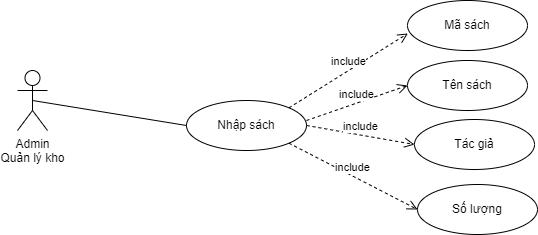 Mã sách
include
Tên sách
include
Nhập sách
include
Tác giả
Admin
Quản lý kho
include
Số lượng